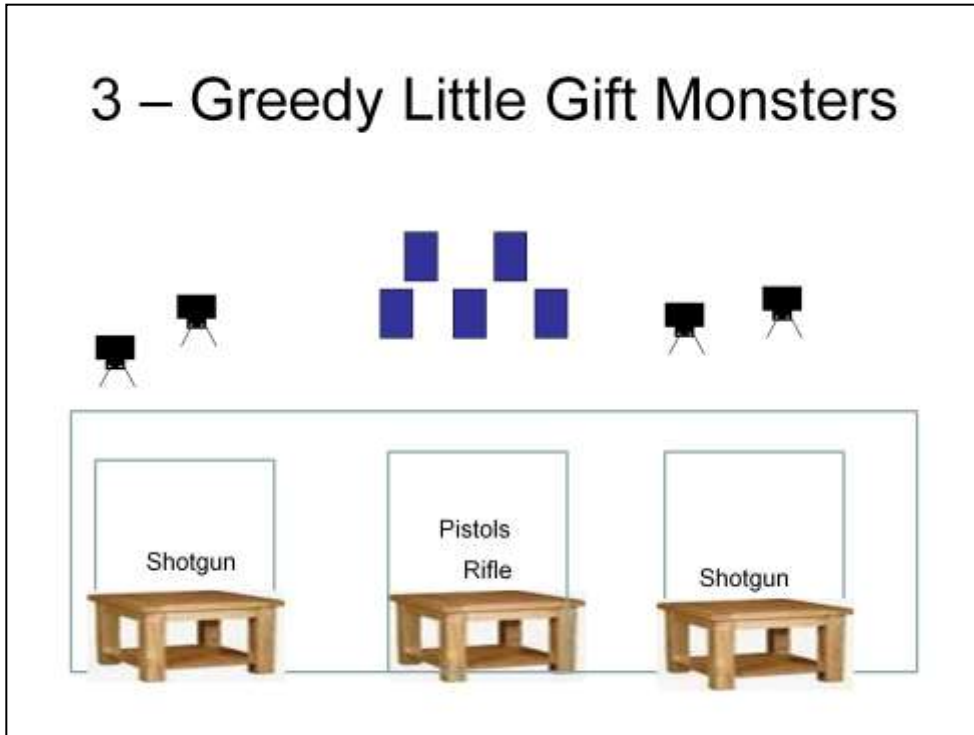 3 – Greedy Little Gift Monsters
Pistols
Shotgun
Rifle
Shotgun